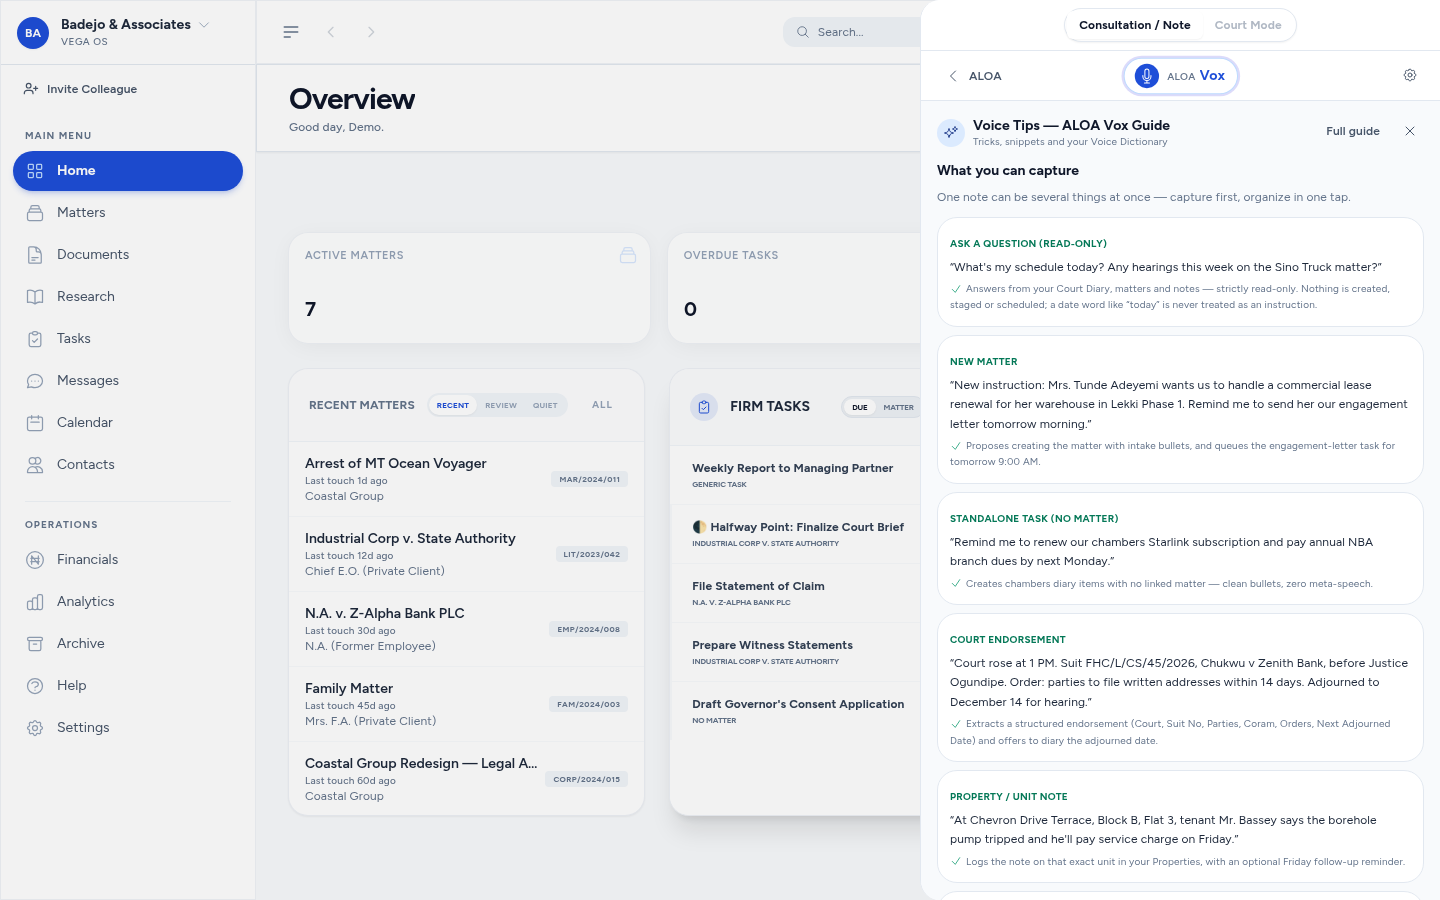 BA
Badejo & Associates
VEGA OS
Invite Colleague
MAIN MENU
Home
Matters
Documents
Research
Tasks
Messages
Calendar
Contacts
OPERATIONS
Financials
Analytics
Archive
Help
Settings
Search...
Overview
Good day, Demo.
ACTIVE MATTERS
7
OVERDUE TASKS
0
RECENT MATTERS
RECENT
REVIEW
QUIET
ALL
Arrest of MT Ocean Voyager
Last touch 1d ago
Coastal Group
MAR/2024/011
Industrial Corp v. State Authority
Last touch 12d ago
Chief E.O. (Private Client)
LIT/2023/042
N.A. v. Z-Alpha Bank PLC
Last touch 30d ago
N.A. (Former Employee)
EMP/2024/008
Family Matter
Last touch 45d ago
Mrs. F.A. (Private Client)
FAM/2024/003
Coastal Group Redesign — Legal A...
Last touch 60d ago
Coastal Group
CORP/2024/015
FIRM TASKS
DUE
MATTER
Weekly Report to Managing Partner
GENERIC TASK
🌓 Halfway Point: Finalize Court Brief
INDUSTRIAL CORP V. STATE AUTHORITY
File Statement of Claim
N.A. V. Z-ALPHA BANK PLC
Prepare Witness Statements
INDUSTRIAL CORP V. STATE AUTHORITY
Draft Governor's Consent Application
NO MATTER
Consultation / Note
Court Mode
ALOA
ALOA Vox
Voice Tips — ALOA Vox Guide
Tricks, snippets and your Voice Dictionary
Full guide
What you can capture
One note can be several things at once — capture first, organize in one tap.
ASK A QUESTION (READ-ONLY)
“What's my schedule today? Any hearings this week on the Sino Truck matter?”
✓ Answers from your Court Diary, matters and notes — strictly read-only. Nothing is created,
staged or scheduled; a date word like “today” is never treated as an instruction.
NEW MATTER
“New instruction: Mrs. Tunde Adeyemi wants us to handle a commercial lease
renewal for her warehouse in Lekki Phase 1. Remind me to send her our engagement
letter tomorrow morning.”
✓ Proposes creating the matter with intake bullets, and queues the engagement-letter task for
tomorrow 9:00 AM.
STANDALONE TASK (NO MATTER)
“Remind me to renew our chambers Starlink subscription and pay annual NBA
branch dues by next Monday.”
✓ Creates chambers diary items with no linked matter — clean bullets, zero meta-speech.
COURT ENDORSEMENT
“Court rose at 1 PM. Suit FHC/L/CS/45/2026, Chukwu v Zenith Bank, before Justice
Ogundipe. Order: parties to file written addresses within 14 days. Adjourned to
December 14 for hearing.”
✓ Extracts a structured endorsement (Court, Suit No, Parties, Coram, Orders, Next Adjourned
Date) and offers to diary the adjourned date.
PROPERTY / UNIT NOTE
“At Chevron Drive Terrace, Block B, Flat 3, tenant Mr. Bassey says the borehole
pump tripped and he'll pay service charge on Friday.”
✓ Logs the note on that exact unit in your Properties, with an optional Friday follow-up reminder.